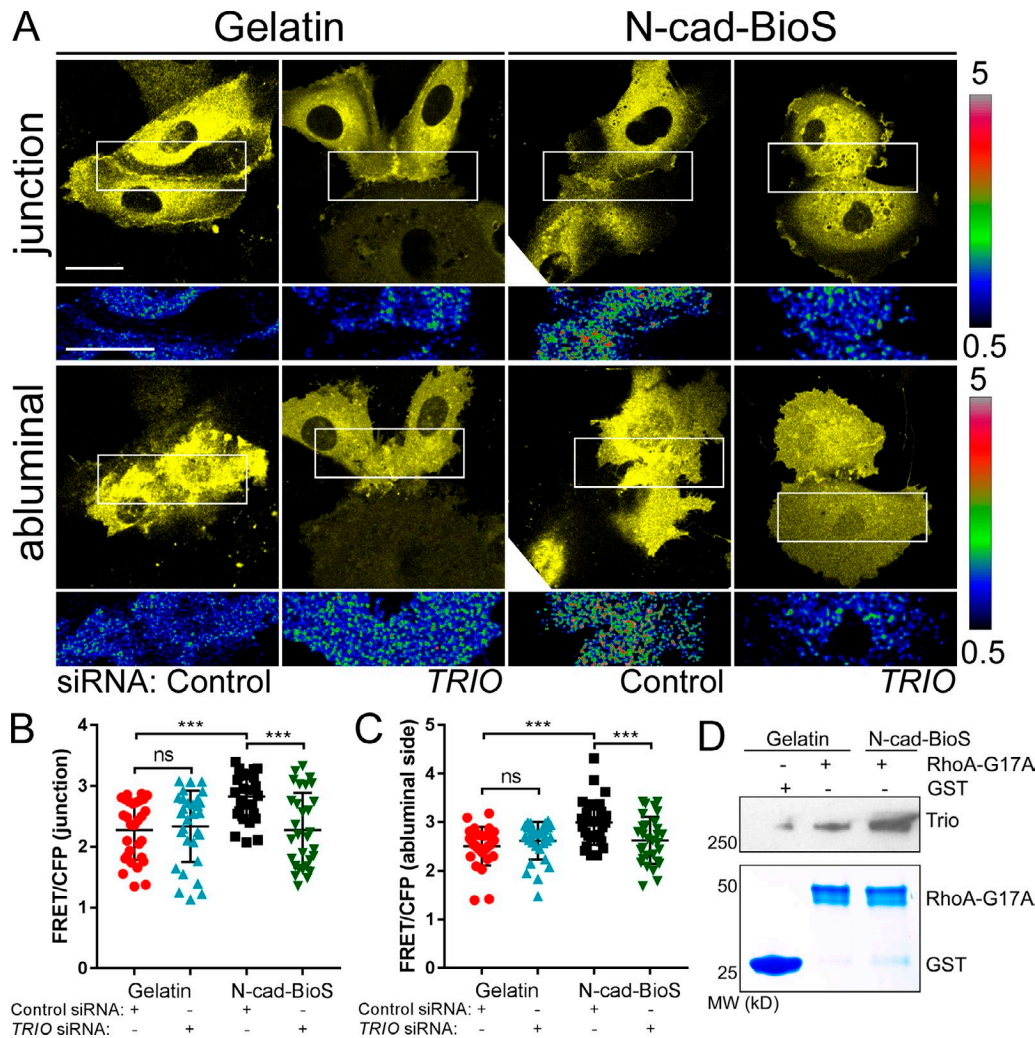 A
Gelatin
N-cad-BioS
junction
5
0.5
abluminal
5
0.5
siRNA: Control
TRIO
Control
TRIO
B
FRET/CFP (junction)
4
3
2
1
0
***
ns
***
Gelatin
N-cad-BioS
Control siRNA: + - + -
TRIO siRNA: - + - +
C
FRET/CFP (abluminal side)
5
4
3
2
1
0
***
ns
***
Gelatin
N-cad-BioS
Control siRNA: + - + -
TRIO siRNA: - + - +
D
Gelatin
N-cad-BioS
- + + RhoA-G17A
+ - - GST
Trio
250
50
RhoA-G17A
25
GST
MW (kD)